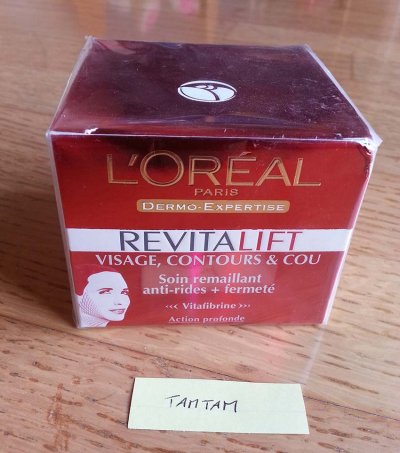 L'ORÉAL
PARIS
DERMO-EXPERTISE
REVITALIFT
VISAGE, CONTOURS & COU
Soin remaillant
anti-rides + fermeté
<<< Vitafibrine >>>
Action profonde
TAMTAM